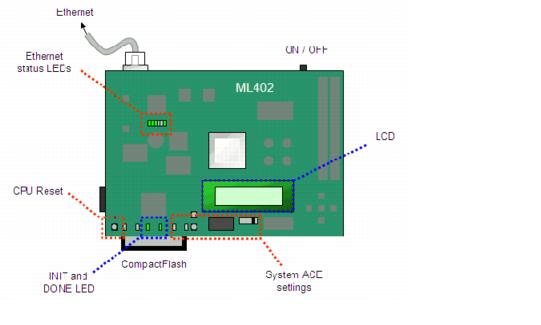 Ethernet
ON / OFF
Ethernet
status LEDs
ML402
LCD
CPU Reset
CompactFlash
INIT and
DONE LED
System ACE
settings